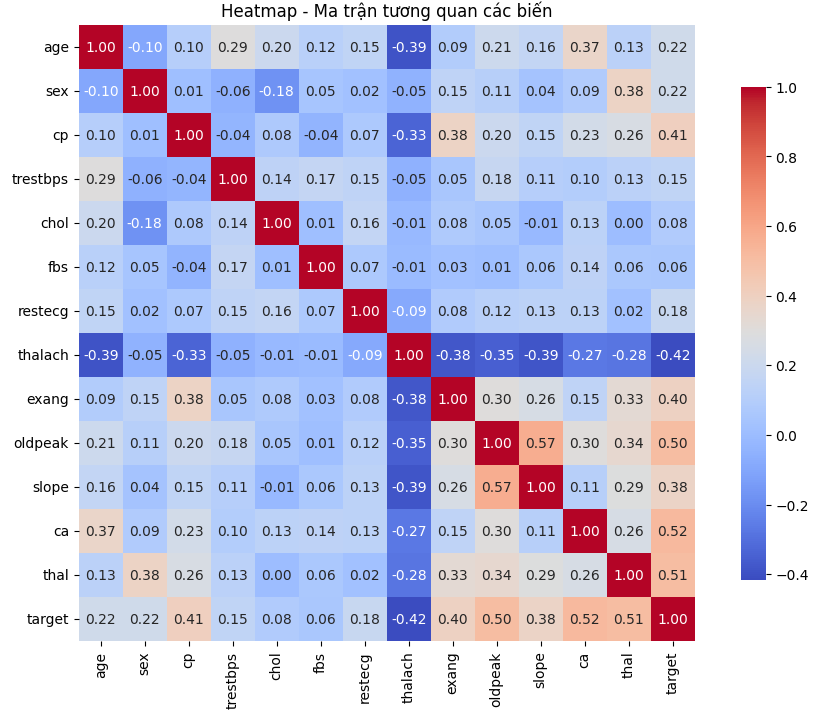 Heatmap - Ma trận tương quan các biến
age 1.00 -0.10 0.10 0.29 0.20 0.12 0.15 -0.39 0.09 0.21 0.16 0.37 0.13 0.22
sex -0.10 1.00 0.01 -0.06 -0.18 0.05 0.02 -0.05 0.15 0.11 0.04 0.09 0.38 0.22
cp 0.10 0.01 1.00 -0.04 0.08 -0.04 0.07 -0.33 0.38 0.20 0.15 0.23 0.26 0.41
trestbps 0.29 -0.06 -0.04 1.00 0.14 0.17 0.15 -0.05 0.05 0.18 0.11 0.10 0.13 0.15
chol 0.20 -0.18 0.08 0.14 1.00 0.01 0.16 -0.01 0.08 0.05 -0.01 0.13 0.00 0.08
fbs 0.12 0.05 -0.04 0.17 0.01 1.00 0.07 -0.01 0.03 0.01 0.06 0.14 0.06 0.06
restecg 0.15 0.02 0.07 0.15 0.16 0.07 1.00 -0.09 0.08 0.12 0.13 0.13 0.02 0.18
thalach -0.39 -0.05 -0.33 -0.05 -0.01 -0.01 -0.09 1.00 -0.38 -0.35 -0.39 -0.27 -0.28 -0.42
exang 0.09 0.15 0.38 0.05 0.08 0.03 0.08 -0.38 1.00 0.30 0.26 0.15 0.33 0.40
oldpeak 0.21 0.11 0.20 0.18 0.05 0.01 0.12 -0.35 0.30 1.00 0.57 0.30 0.34 0.50
slope 0.16 0.04 0.15 0.11 -0.01 0.06 0.13 -0.39 0.26 0.57 1.00 0.11 0.29 0.38
ca 0.37 0.09 0.23 0.10 0.13 0.14 0.13 -0.27 0.15 0.30 0.11 1.00 0.26 0.52
thal 0.13 0.38 0.26 0.13 0.00 0.06 0.02 -0.28 0.33 0.34 0.29 0.26 1.00 0.51
target 0.22 0.22 0.41 0.15 0.08 0.06 0.18 -0.42 0.40 0.50 0.38 0.52 0.51 1.00
age sex cp trestbps chol fbs restecg thalach exang oldpeak slope ca thal target
1.0
0.8
0.6
0.4
0.2
0.0
−0.2
−0.4